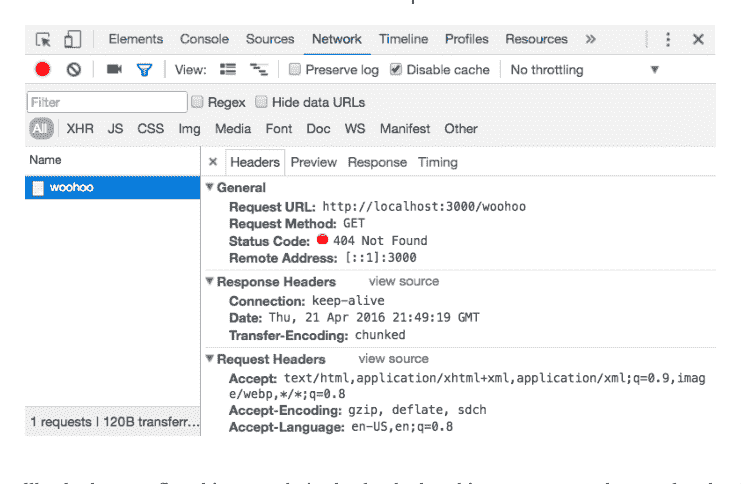 Elements Console Sources Network Timeline Profiles Resources »
View: Preserve log Disable cache No throttling ▼
Filter Regex Hide data URLs
All XHR JS CSS Img Media Font Doc WS Manifest Other
Name
woohoo
× Headers Preview Response Timing
▼ General
Request URL: http://localhost:3000/woohoo
Request Method: GET
Status Code: 404 Not Found
Remote Address: [::1]:3000
▼ Response Headers view source
Connection: keep-alive
Date: Thu, 21 Apr 2016 21:49:19 GMT
Transfer-Encoding: chunked
▼ Request Headers view source
Accept: text/html,application/xhtml+xml,application/xml;q=0.9,imag
e/webp,*/*;q=0.8
Accept-Encoding: gzip, deflate, sdch
Accept-Language: en-US,en;q=0.8
1 requests | 120B transferr...